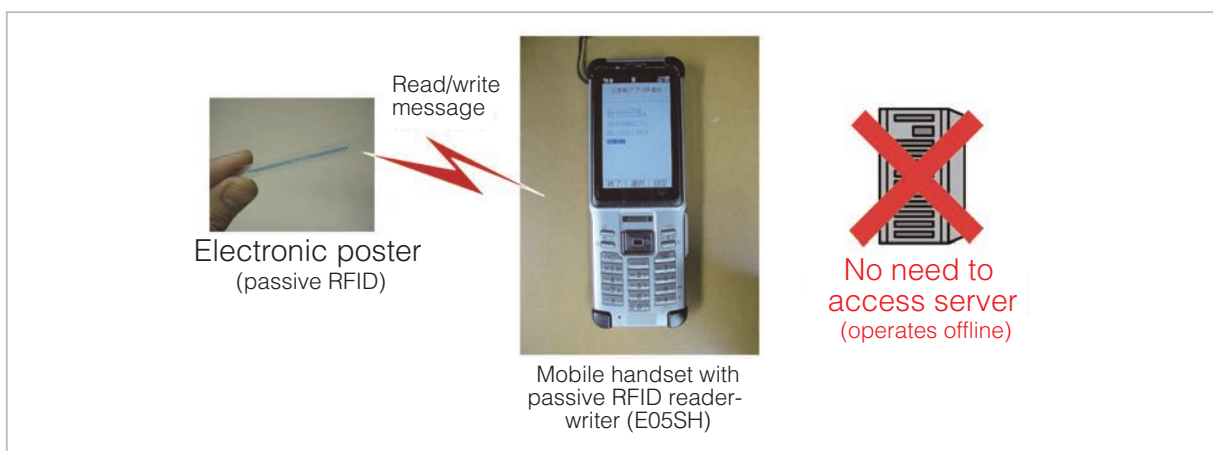 Read/write
message
Electronic poster
(passive RFID)
Mobile handset with
passive RFID reader-
writer (E05SH)
No need to
access server
(operates offline)